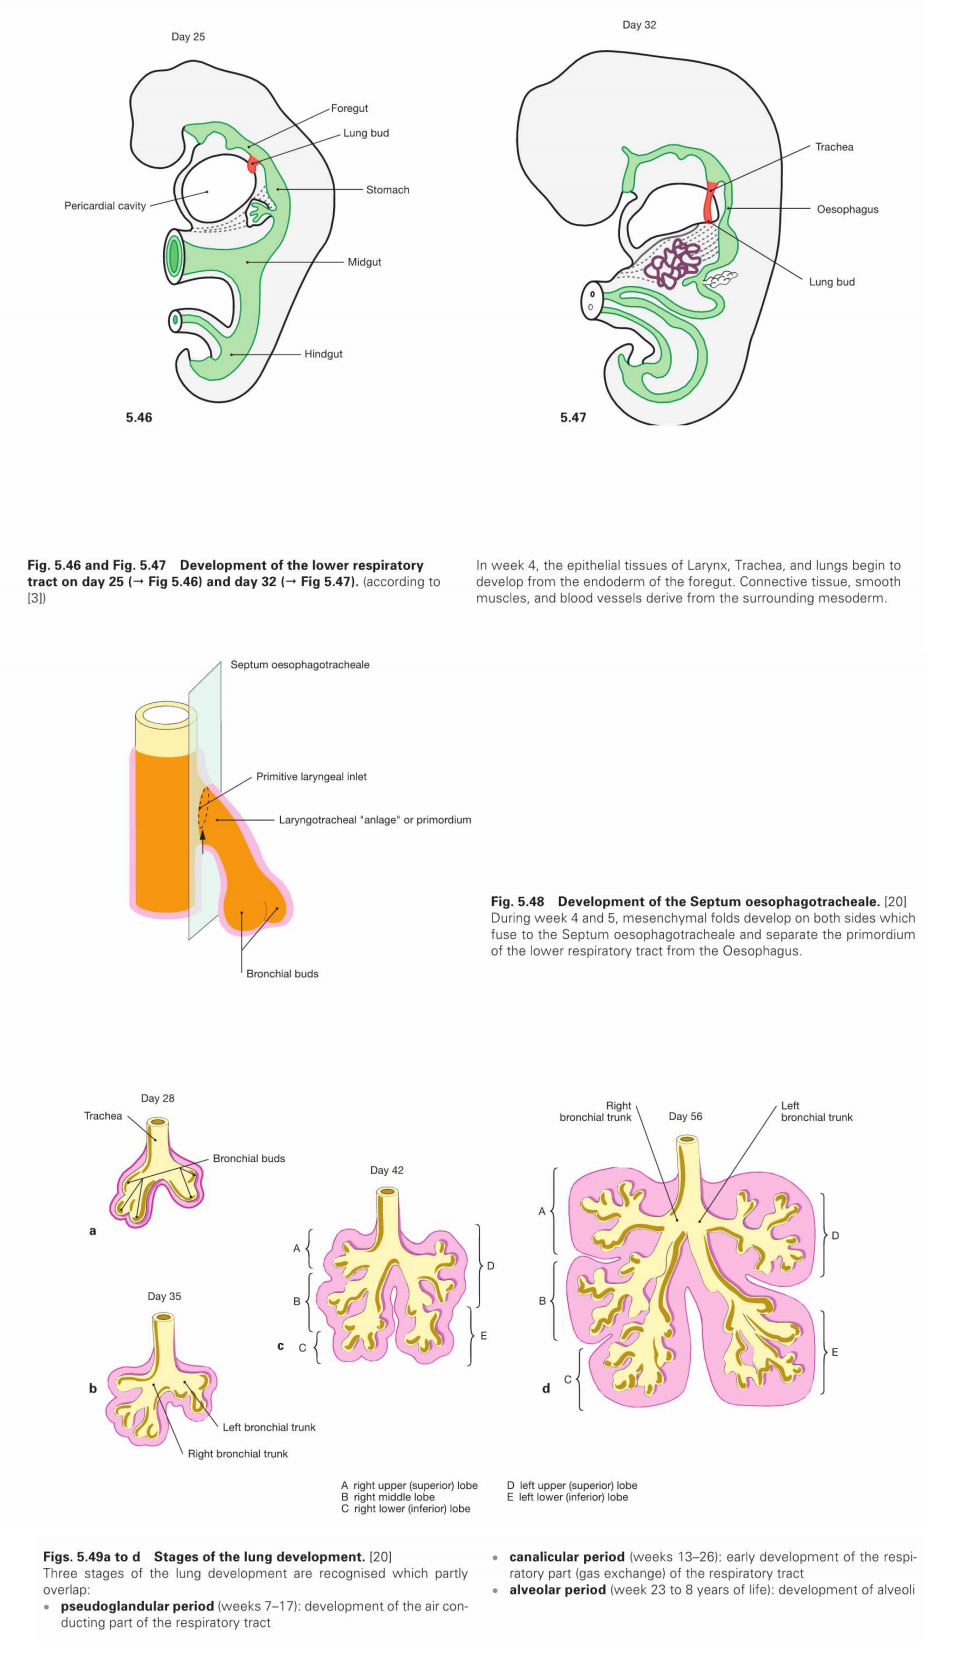 Day 25
Day 32
Foregut
Lung bud
Stomach
Pericardial cavity
Midgut
Hindgut
5.46
Trachea
Oesophagus
Lung bud
5.47
Fig. 5.46 and Fig. 5.47 Development of the lower respiratory
tract on day 25 (→ Fig 5.46) and day 32 (→ Fig 5.47). (according to
[3])
In week 4, the epithelial tissues of Larynx, Trachea, and lungs begin to
develop from the endoderm of the foregut. Connective tissue, smooth
muscles, and blood vessels derive from the surrounding mesoderm.
Septum oesophagotracheale
Primitive laryngeal inlet
Laryngotracheal "anlage" or primordium
Bronchial buds
Fig. 5.48 Development of the Septum oesophagotracheale. [20]
During week 4 and 5, mesenchymal folds develop on both sides which
fuse to the Septum oesophagotracheale and separate the primordium
of the lower respiratory tract from the Oesophagus.
Day 28
Trachea
Bronchial buds
a
Day 35
b
Left bronchial trunk
Right bronchial trunk
Day 42
A
B
c C
D
E
Right
bronchial trunk
Day 56
Left
bronchial trunk
A
B
C
d
D
E
A right upper (superior) lobe
B right middle lobe
C right lower (inferior) lobe
D left upper (superior) lobe
E left lower (inferior) lobe
Figs. 5.49a to d Stages of the lung development. [20]
Three stages of the lung development are recognised which partly
overlap:
• pseudoglandular period (weeks 7–17): development of the air con-
ducting part of the respiratory tract
• canalicular period (weeks 13–26): early development of the respi-
ratory part (gas exchange) of the respiratory tract
• alveolar period (week 23 to 8 years of life): development of alveoli